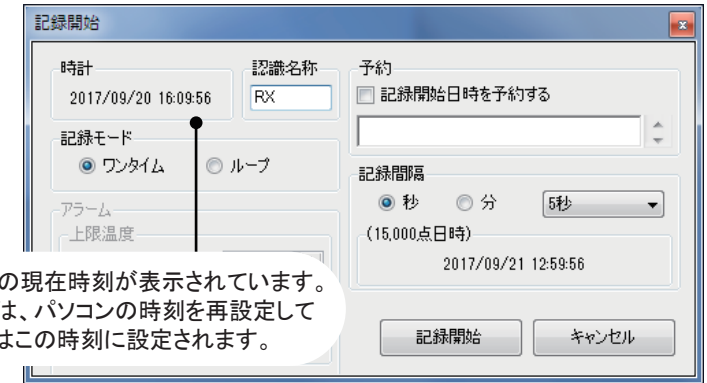 記録開始
時計
2017/09/20 16:09:56
認識名称
RX
予約
記録開始日時を予約する
記録モード
ワンタイム
ループ
記録間隔
秒
分
5秒
(15,000点日時)
2017/09/21 12:59:56
アラーム
上限温度
の現在時刻が表示されています。
は、パソコンの時刻を再設定して
はこの時刻に設定されます。
記録開始
キャンセル